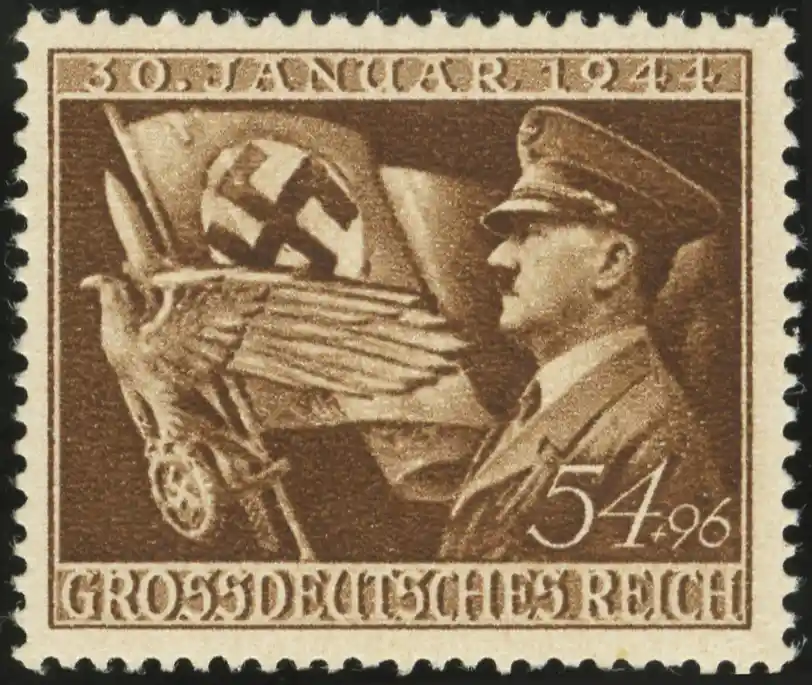 30. JANUAR 1944
54+96
GROSSDEUTSCHES REICH